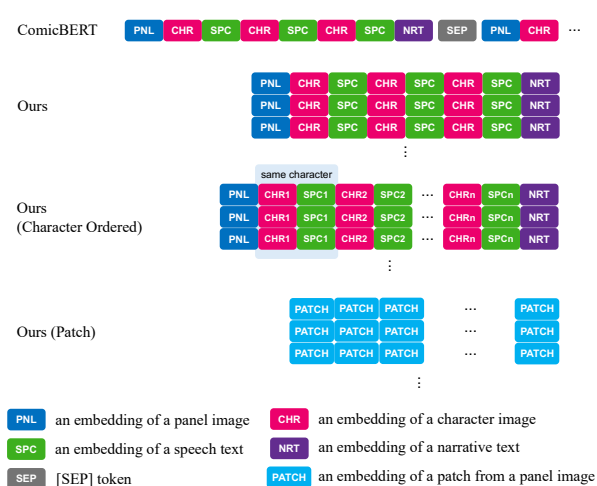 ComicBERT PNL CHR SPC CHR SPC CHR SPC NRT SEP PNL CHR ...
PNL CHR SPC CHR SPC CHR SPC NRT
Ours PNL CHR SPC CHR SPC CHR SPC NRT
PNL CHR SPC CHR SPC CHR SPC NRT
same character
PNL CHR1 SPC1 CHR2 SPC2 ... CHRn SPCn NRT
Ours
(Character Ordered)
PNL CHR1 SPC1 CHR2 SPC2 ... CHRn SPCn NRT
PNL CHR1 SPC1 CHR2 SPC2 ... CHRn SPCn NRT
PATCH PATCH PATCH ... PATCH
Ours (Patch) PATCH PATCH PATCH ... PATCH
PATCH PATCH PATCH ... PATCH
PNL an embedding of a panel image CHR an embedding of a character image
SPC an embedding of a speech text NRT an embedding of a narrative text
SEP [SEP] token PATCH an embedding of a patch from a panel image